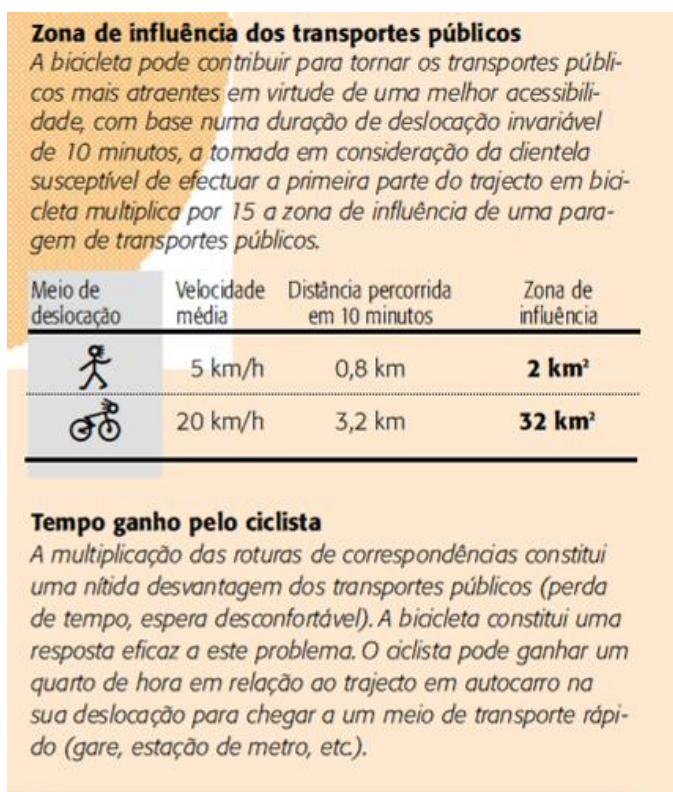 Zona de influência dos transportes públicos
A bicicleta pode contribuir para tornar os transportes públi-
cos mais atraentes em virtude de uma melhor acessibili-
dade, com base numa duração de deslocação invariável
de 10 minutos, a tomada em consideração da clientela
susceptível de efectuar a primeira parte do trajecto em bici-
cleta multiplica por 15 a zona de influência de uma para-
gem de transportes públicos.
Meio de deslocação Velocidade média Distância percorrida em 10 minutos Zona de influência
5 km/h 0,8 km 2 km²
20 km/h 3,2 km 32 km²
Tempo ganho pelo ciclista
A multiplicação das roturas de correspondências constitui
uma nítida desvantagem dos transportes públicos (perda
de tempo, espera desconfortável). A bicicleta constitui uma
resposta eficaz a este problema. O ciclista pode ganhar um
quarto de hora em relação ao trajecto em autocarro na
sua deslocação para chegar a um meio de transporte rápi-
do (gare, estação de metro, etc.).